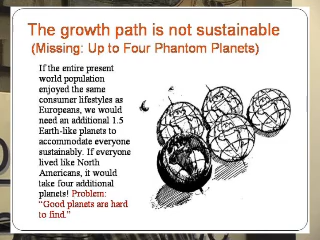 The growth path is not sustainable
(Missing: Up to Four Phantom Planets)
If the entire present
world population
enjoyed the same
consumer lifestyles as
Europeans, we would
need an additional 1.5
Earth-like planets to
accommodate everyone
sustainably. If everyone
lived like North
Americans, it would
take four additional
planets! Problem:
"Good planets are hard
to find."